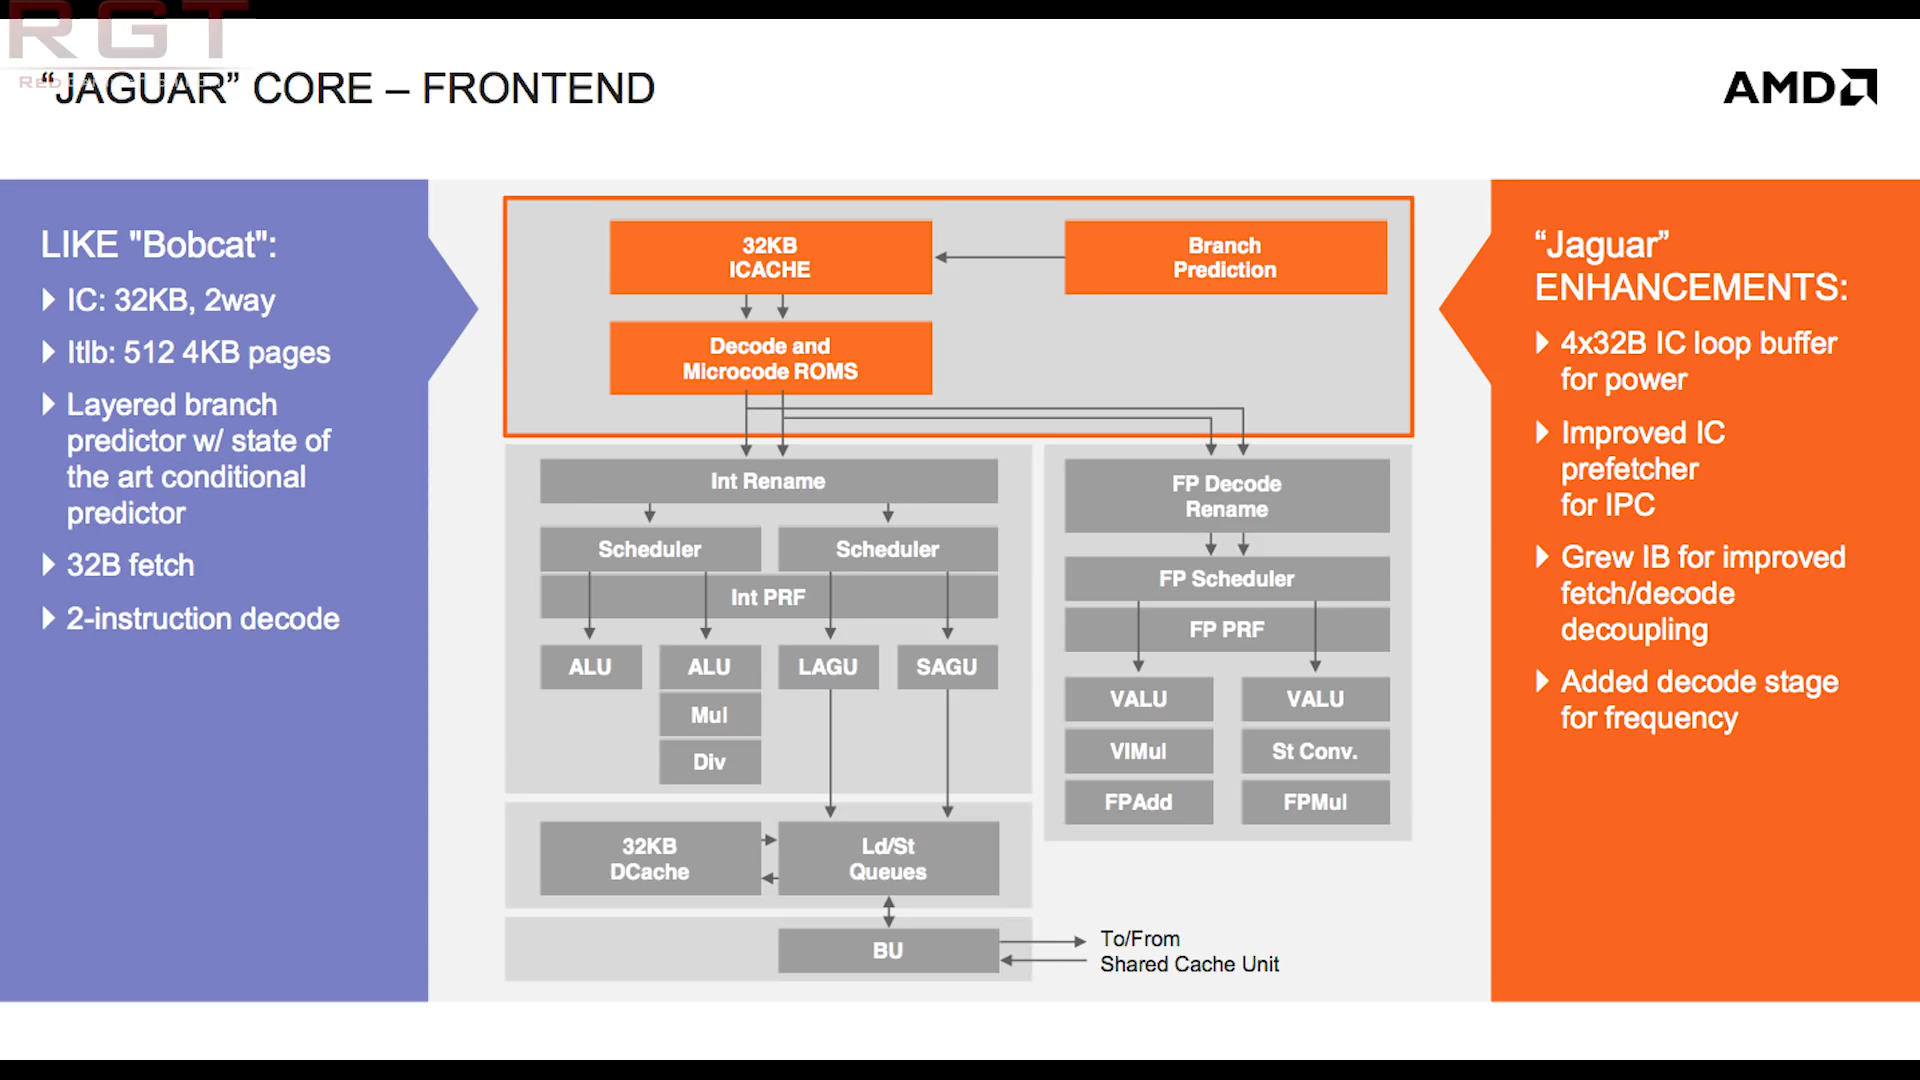 RGT
“JAGUAR” CORE – FRONTEND
AMD
LIKE "Bobcat":
IC: 32KB, 2way
Itlb: 512 4KB pages
Layered branch
predictor w/ state of
the art conditional
predictor
32B fetch
2-instruction decode
32KB
ICACHE
Branch
Prediction
Decode and
Microcode ROMS
Int Rename
Scheduler
Scheduler
Int PRF
ALU
ALU
LAGU
SAGU
Mul
Div
FP Decode
Rename
FP Scheduler
FP PRF
VALU
VALU
VIMul
St Conv.
FPAdd
FPMul
32KB
DCache
Ld/St
Queues
BU
To/From
Shared Cache Unit
“Jaguar”
ENHANCEMENTS:
4x32B IC loop buffer
for power
Improved IC
prefetcher
for IPC
Grew IB for improved
fetch/decode
decoupling
Added decode stage
for frequency